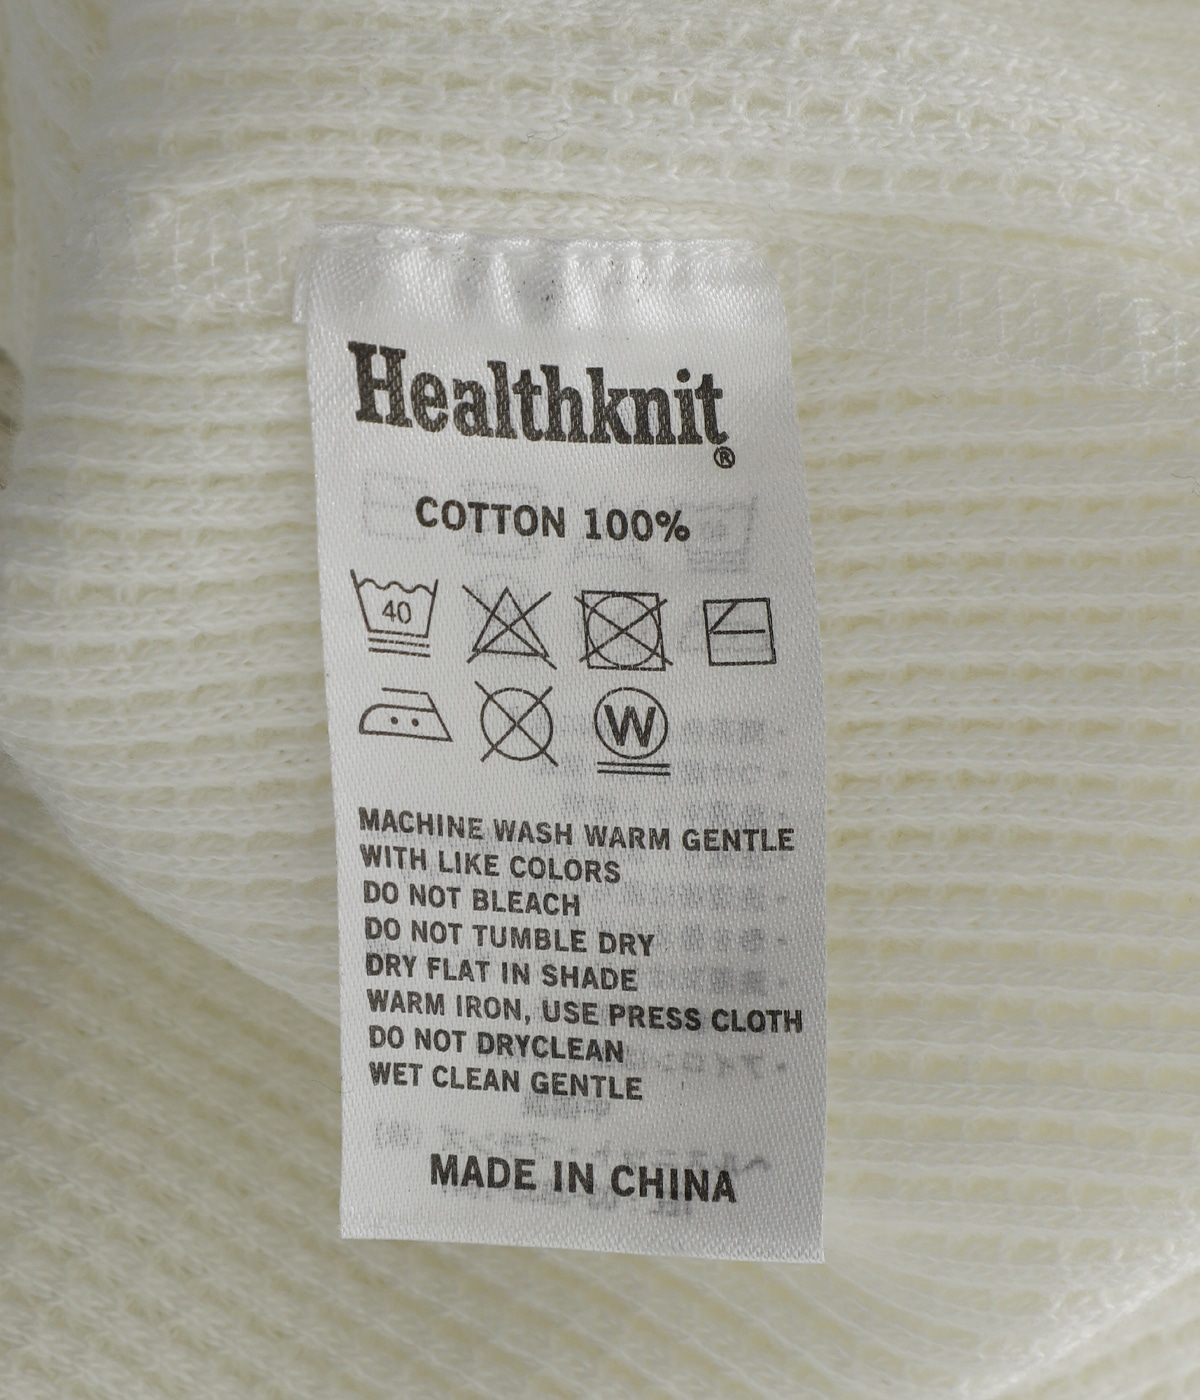 Healthknit®
COTTON 100%
40
W
MACHINE WASH WARM GENTLE
WITH LIKE COLORS
DO NOT BLEACH
DO NOT TUMBLE DRY
DRY FLAT IN SHADE
WARM IRON, USE PRESS CLOTH
DO NOT DRYCLEAN
WET CLEAN GENTLE
MADE IN CHINA